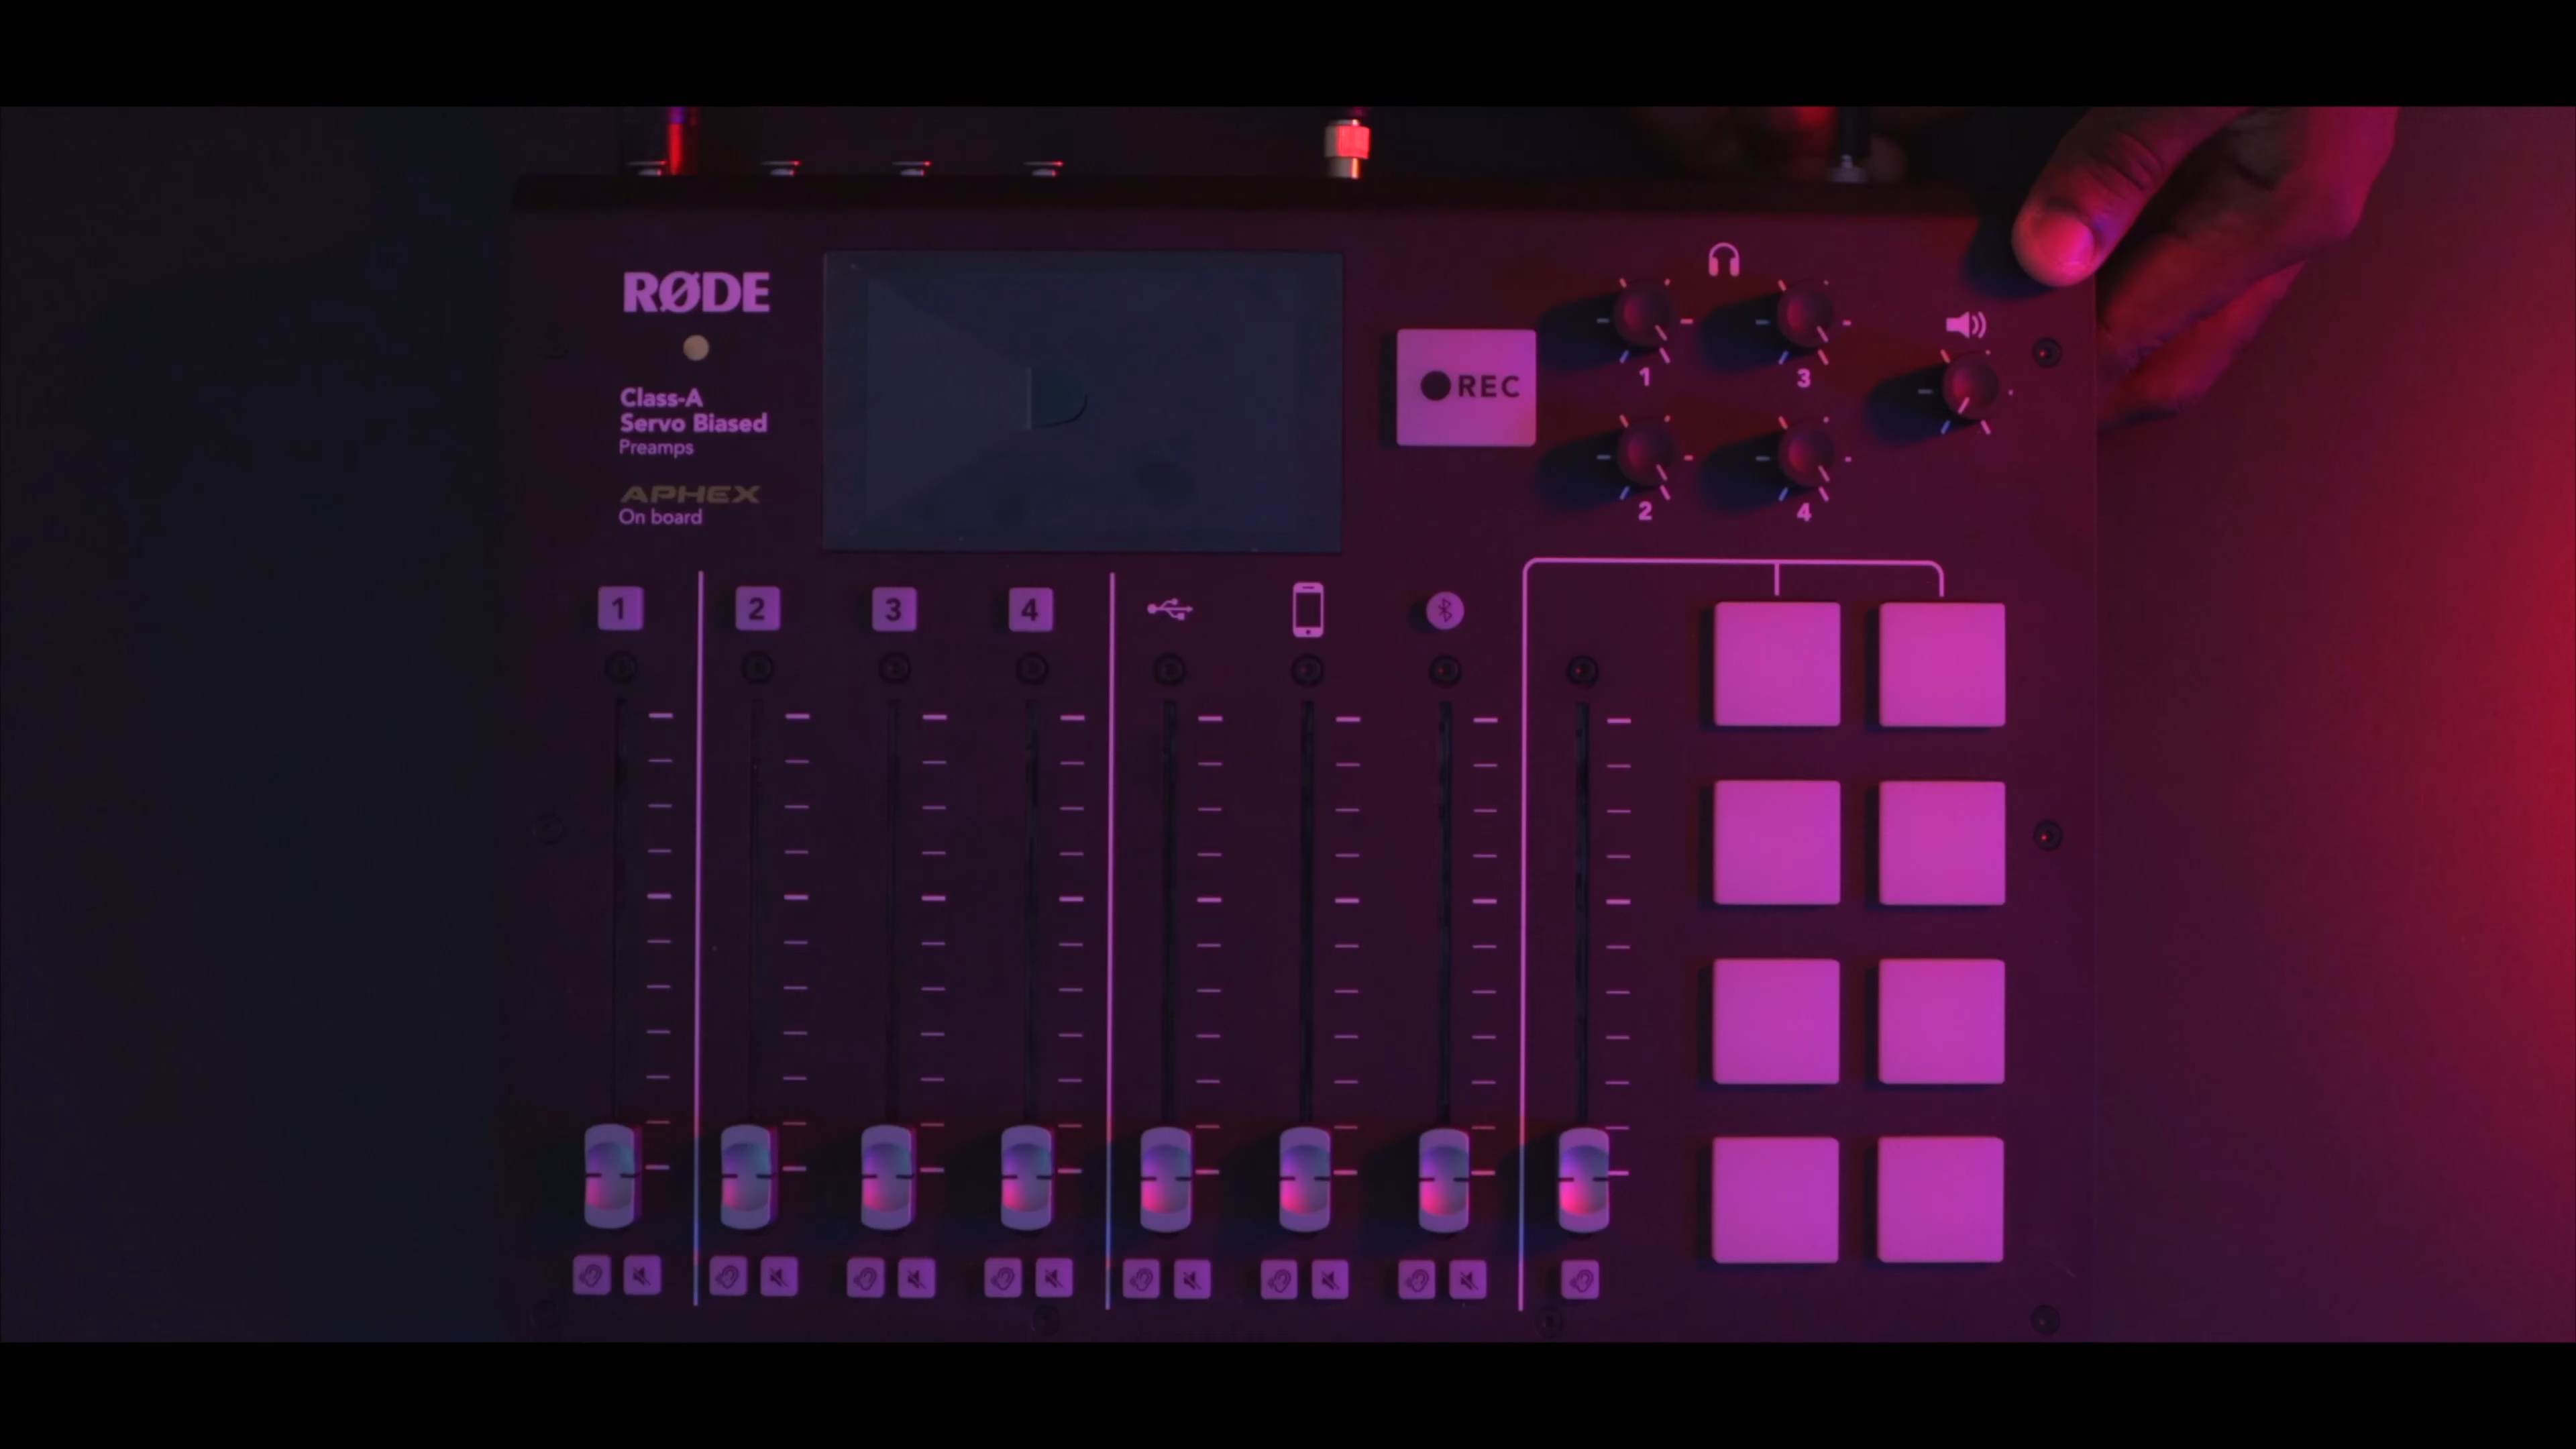 RØDE
Class-A
Servo Biased
Preamps
APHEX
On board
REC
1
3
2
4
1
2
3
4